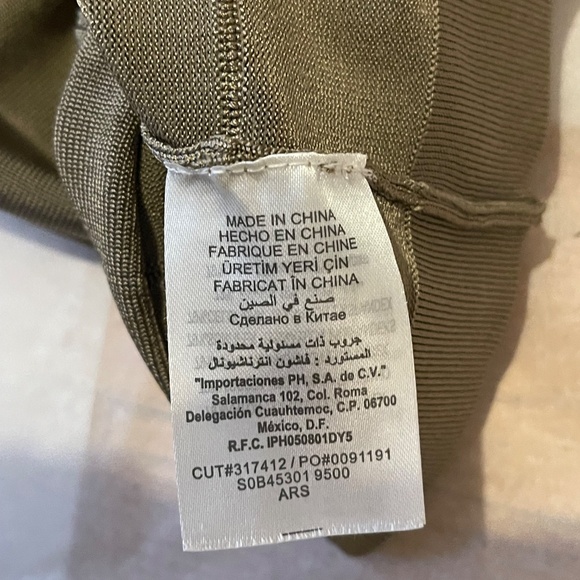 MADE IN CHINA
HECHO EN CHINA
FABRIQUE EN CHINE
ÜRETİM YERİ ÇİN
FABRICAT ÎN CHINA
صنع في الصين
Сделано в Китае
جروب ذات مسئولية محدودة
المستورد : فاشون انترناشيونال
"Importaciones PH, S.A. de C.V."
Salamanca 102, Col. Roma
Delegación Cuauhtemoc, C.P. 06700
México, D.F.
R.F.C. IPH050801DY5
CUT#317412 / PO#0091191
S0B45301 9500
ARS